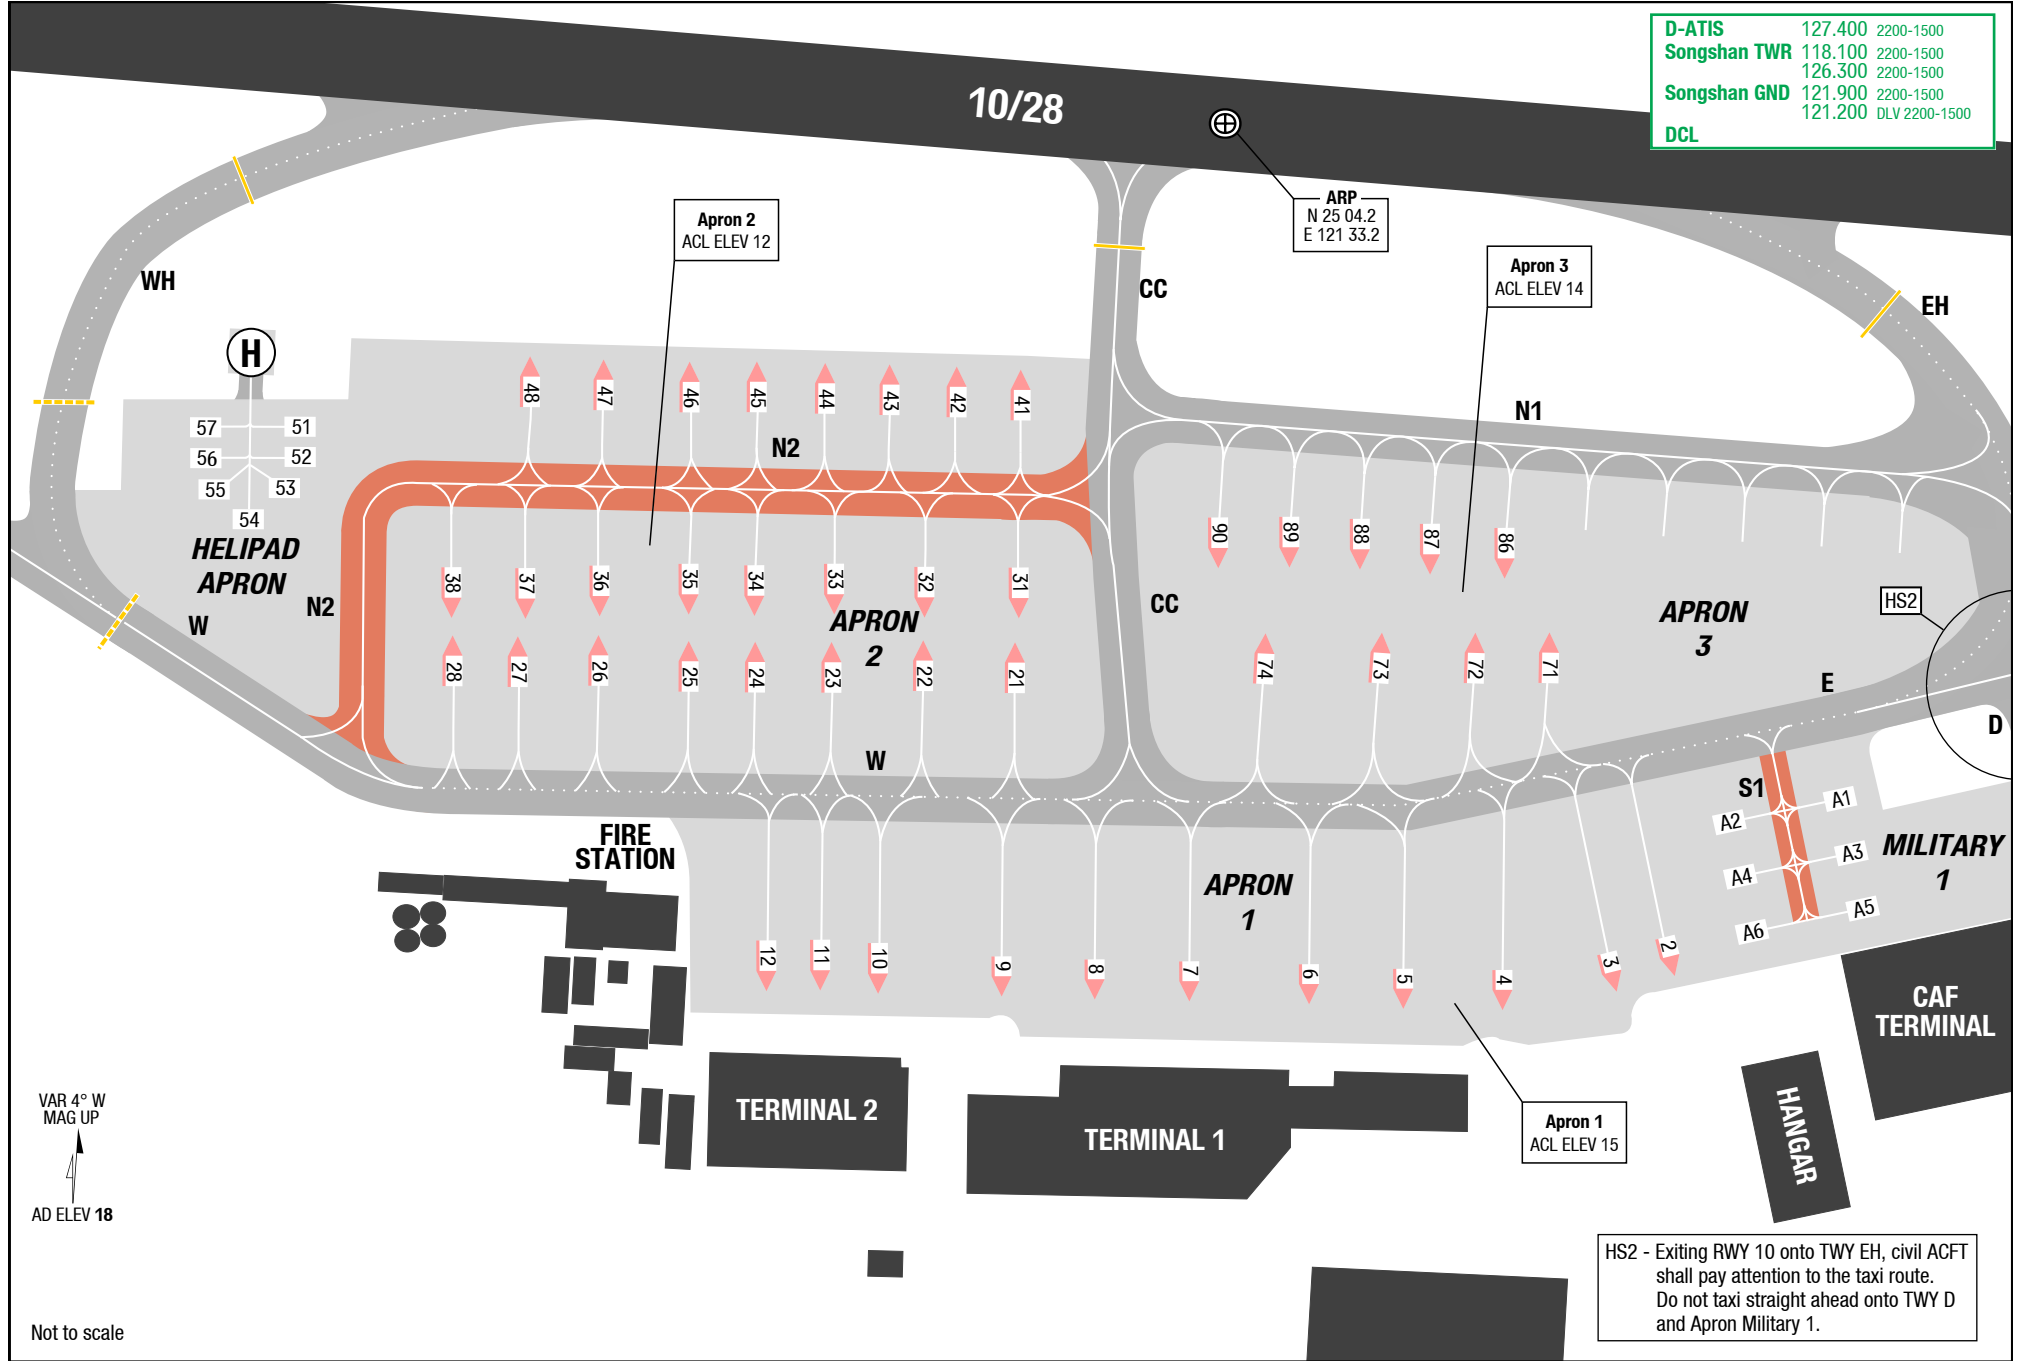 D-ATIS 127.400 2200-1500
Songshan TWR 118.100 2200-1500
126.300 2200-1500
Songshan GND 121.900 2200-1500
121.200 DLV 2200-1500
DCL
10/28
ARP
N 25 04.2
E 121 33.2
Apron 2
ACL ELEV 12
Apron 3
ACL ELEV 14
WH
CC
EH
H
48
47
46
45
44
43
42
41
N1
57
51
56
52
55
53
54
N2
HELIPAD
APRON
90
89
88
87
86
38
37
36
35
34
33
32
31
N2
W
CC
HS2
APRON
2
APRON
3
28
27
26
25
24
23
22
21
74
73
72
71
E
D
W
S1
A1
A2
A3
A4
A5
A6
MILITARY
1
FIRE
STATION
APRON
1
12
11
10
9
8
7
6
5
4
3
2
CAF
TERMINAL
TERMINAL 2
TERMINAL 1
Apron 1
ACL ELEV 15
HANGAR
VAR 4° W
MAG UP
AD ELEV 18
HS2 - Exiting RWY 10 onto TWY EH, civil ACFT
shall pay attention to the taxi route.
Do not taxi straight ahead onto TWY D
and Apron Military 1.
Not to scale